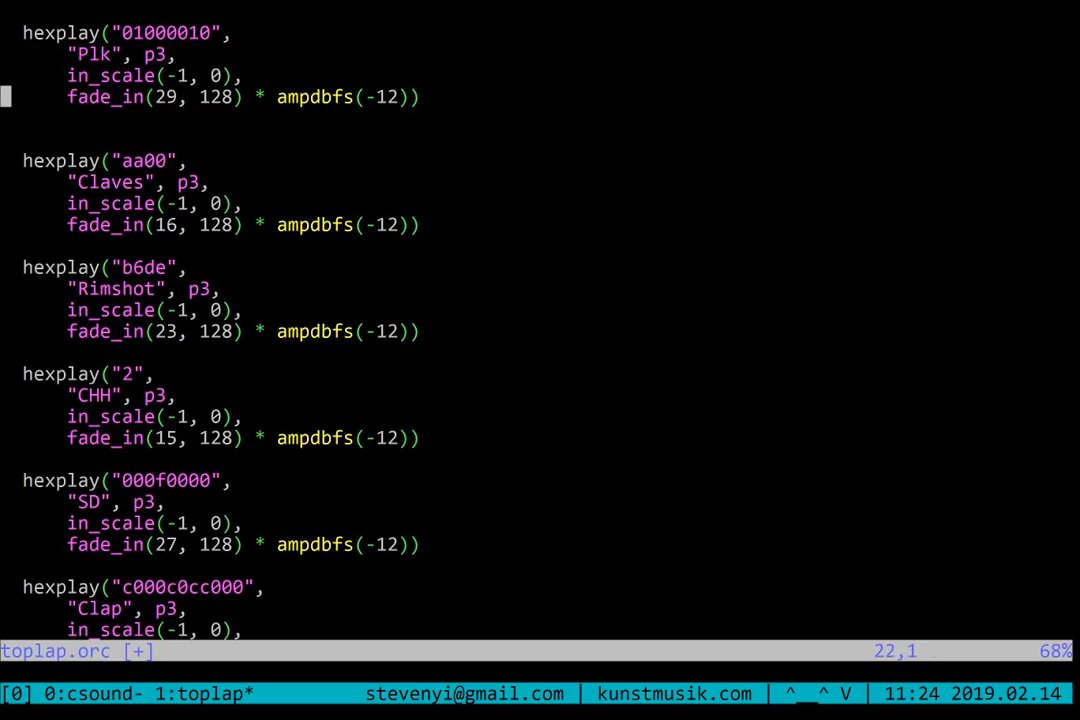 hexplay("01000010",
"Plk", p3,
in_scale(-1, 0),
fade_in(29, 128) * ampdbfs(-12))
hexplay("aa00",
"Claves", p3,
in_scale(-1, 0),
fade_in(16, 128) * ampdbfs(-12))
hexplay("b6de",
"Rimshot", p3,
in_scale(-1, 0),
fade_in(23, 128) * ampdbfs(-12))
hexplay("2",
"CHH", p3,
in_scale(-1, 0),
fade_in(15, 128) * ampdbfs(-12))
hexplay("000f0000",
"SD", p3,
in_scale(-1, 0),
fade_in(27, 128) * ampdbfs(-12))
hexplay("c000c0cc000",
"Clap", p3,
in_scale(-1, 0),
toplap.orc [+] 22,1 68%
[0] 0:csound- 1:toplap* stevenyi@gmail.com | kunstmusik.com | ^__^ V | 11:24 2019.02.14